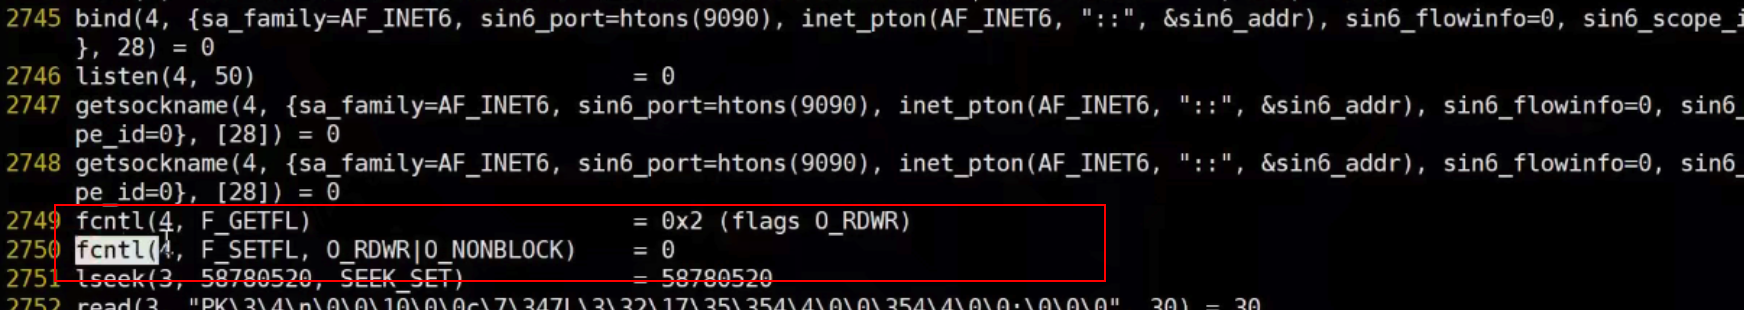 2745 bind(4, {sa_family=AF_INET6, sin6_port=htons(9090), inet_pton(AF_INET6, "::", &sin6_addr), sin6_flowinfo=0, sin6_scope_i
}, 28) = 0
2746 listen(4, 50) = 0
2747 getsockname(4, {sa_family=AF_INET6, sin6_port=htons(9090), inet_pton(AF_INET6, "::", &sin6_addr), sin6_flowinfo=0, sin6_
pe_id=0}, [28]) = 0
2748 getsockname(4, {sa_family=AF_INET6, sin6_port=htons(9090), inet_pton(AF_INET6, "::", &sin6_addr), sin6_flowinfo=0, sin6_
pe_id=0}, [28]) = 0
2749 fcntl(4, F_GETFL) = 0x2 (flags O_RDWR)
2750 fcntl(4, F_SETFL, O_RDWR|O_NONBLOCK) = 0
2751 lseek(3, 58780520, SEEK_SET) = 58780520
2752 read(3, "PK\3\4\n\0\0\10\0\0c\7\347L\3\32\17\35\354\4\0\0\354\4\0\0;\0\0\0", 30) = 30